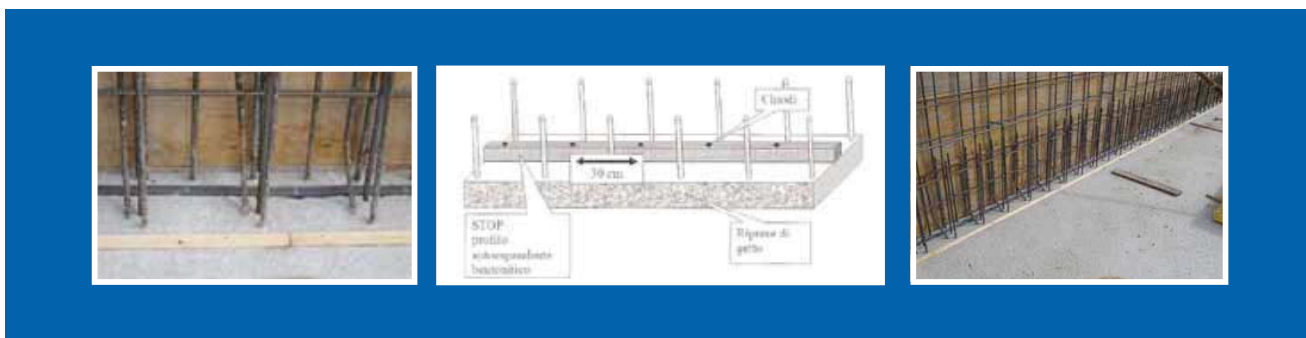 Chiodi
30 cm
STOP
profilo
autoespandente
bentonitico
Ripresa di
getto